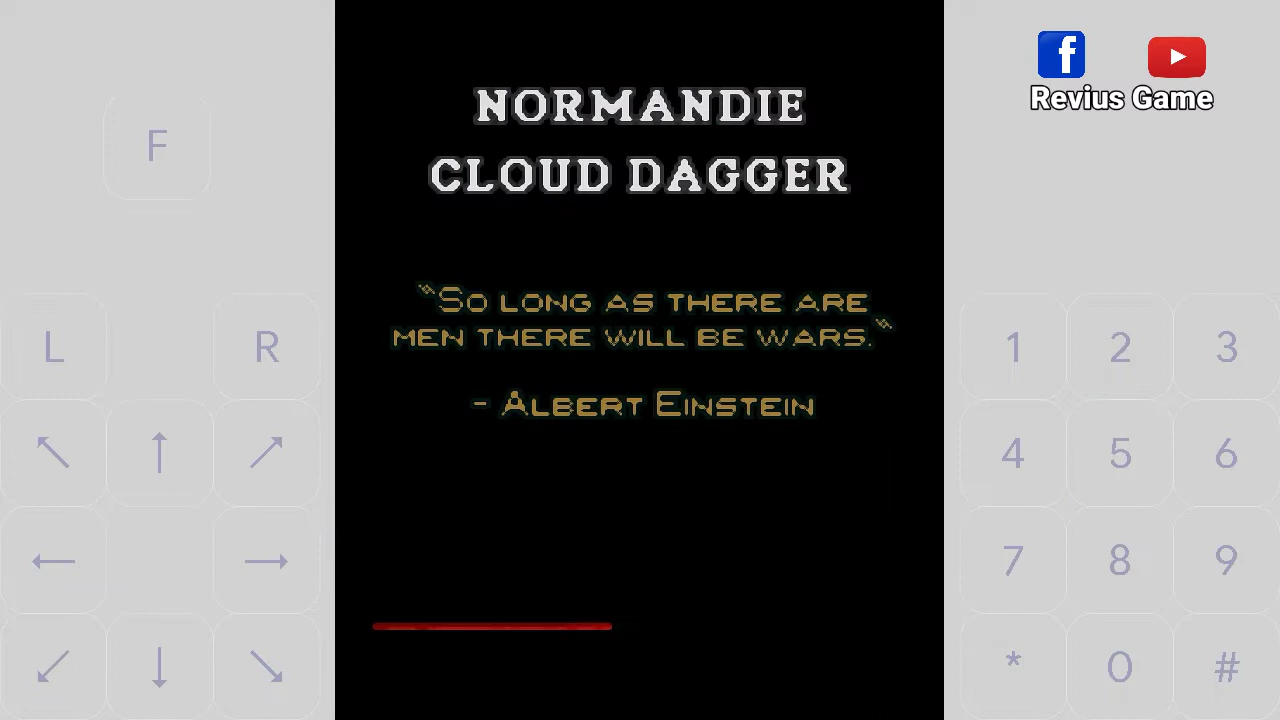 NORMANDIE
CLOUD DAGGER
"So long as there are
men there will be wars."
- Albert Einstein
Revius Game
F
L R
↖ ↑ ↗
← →
↙ ↓ ↘
1 2 3
4 5 6
7 8 9
* 0 #